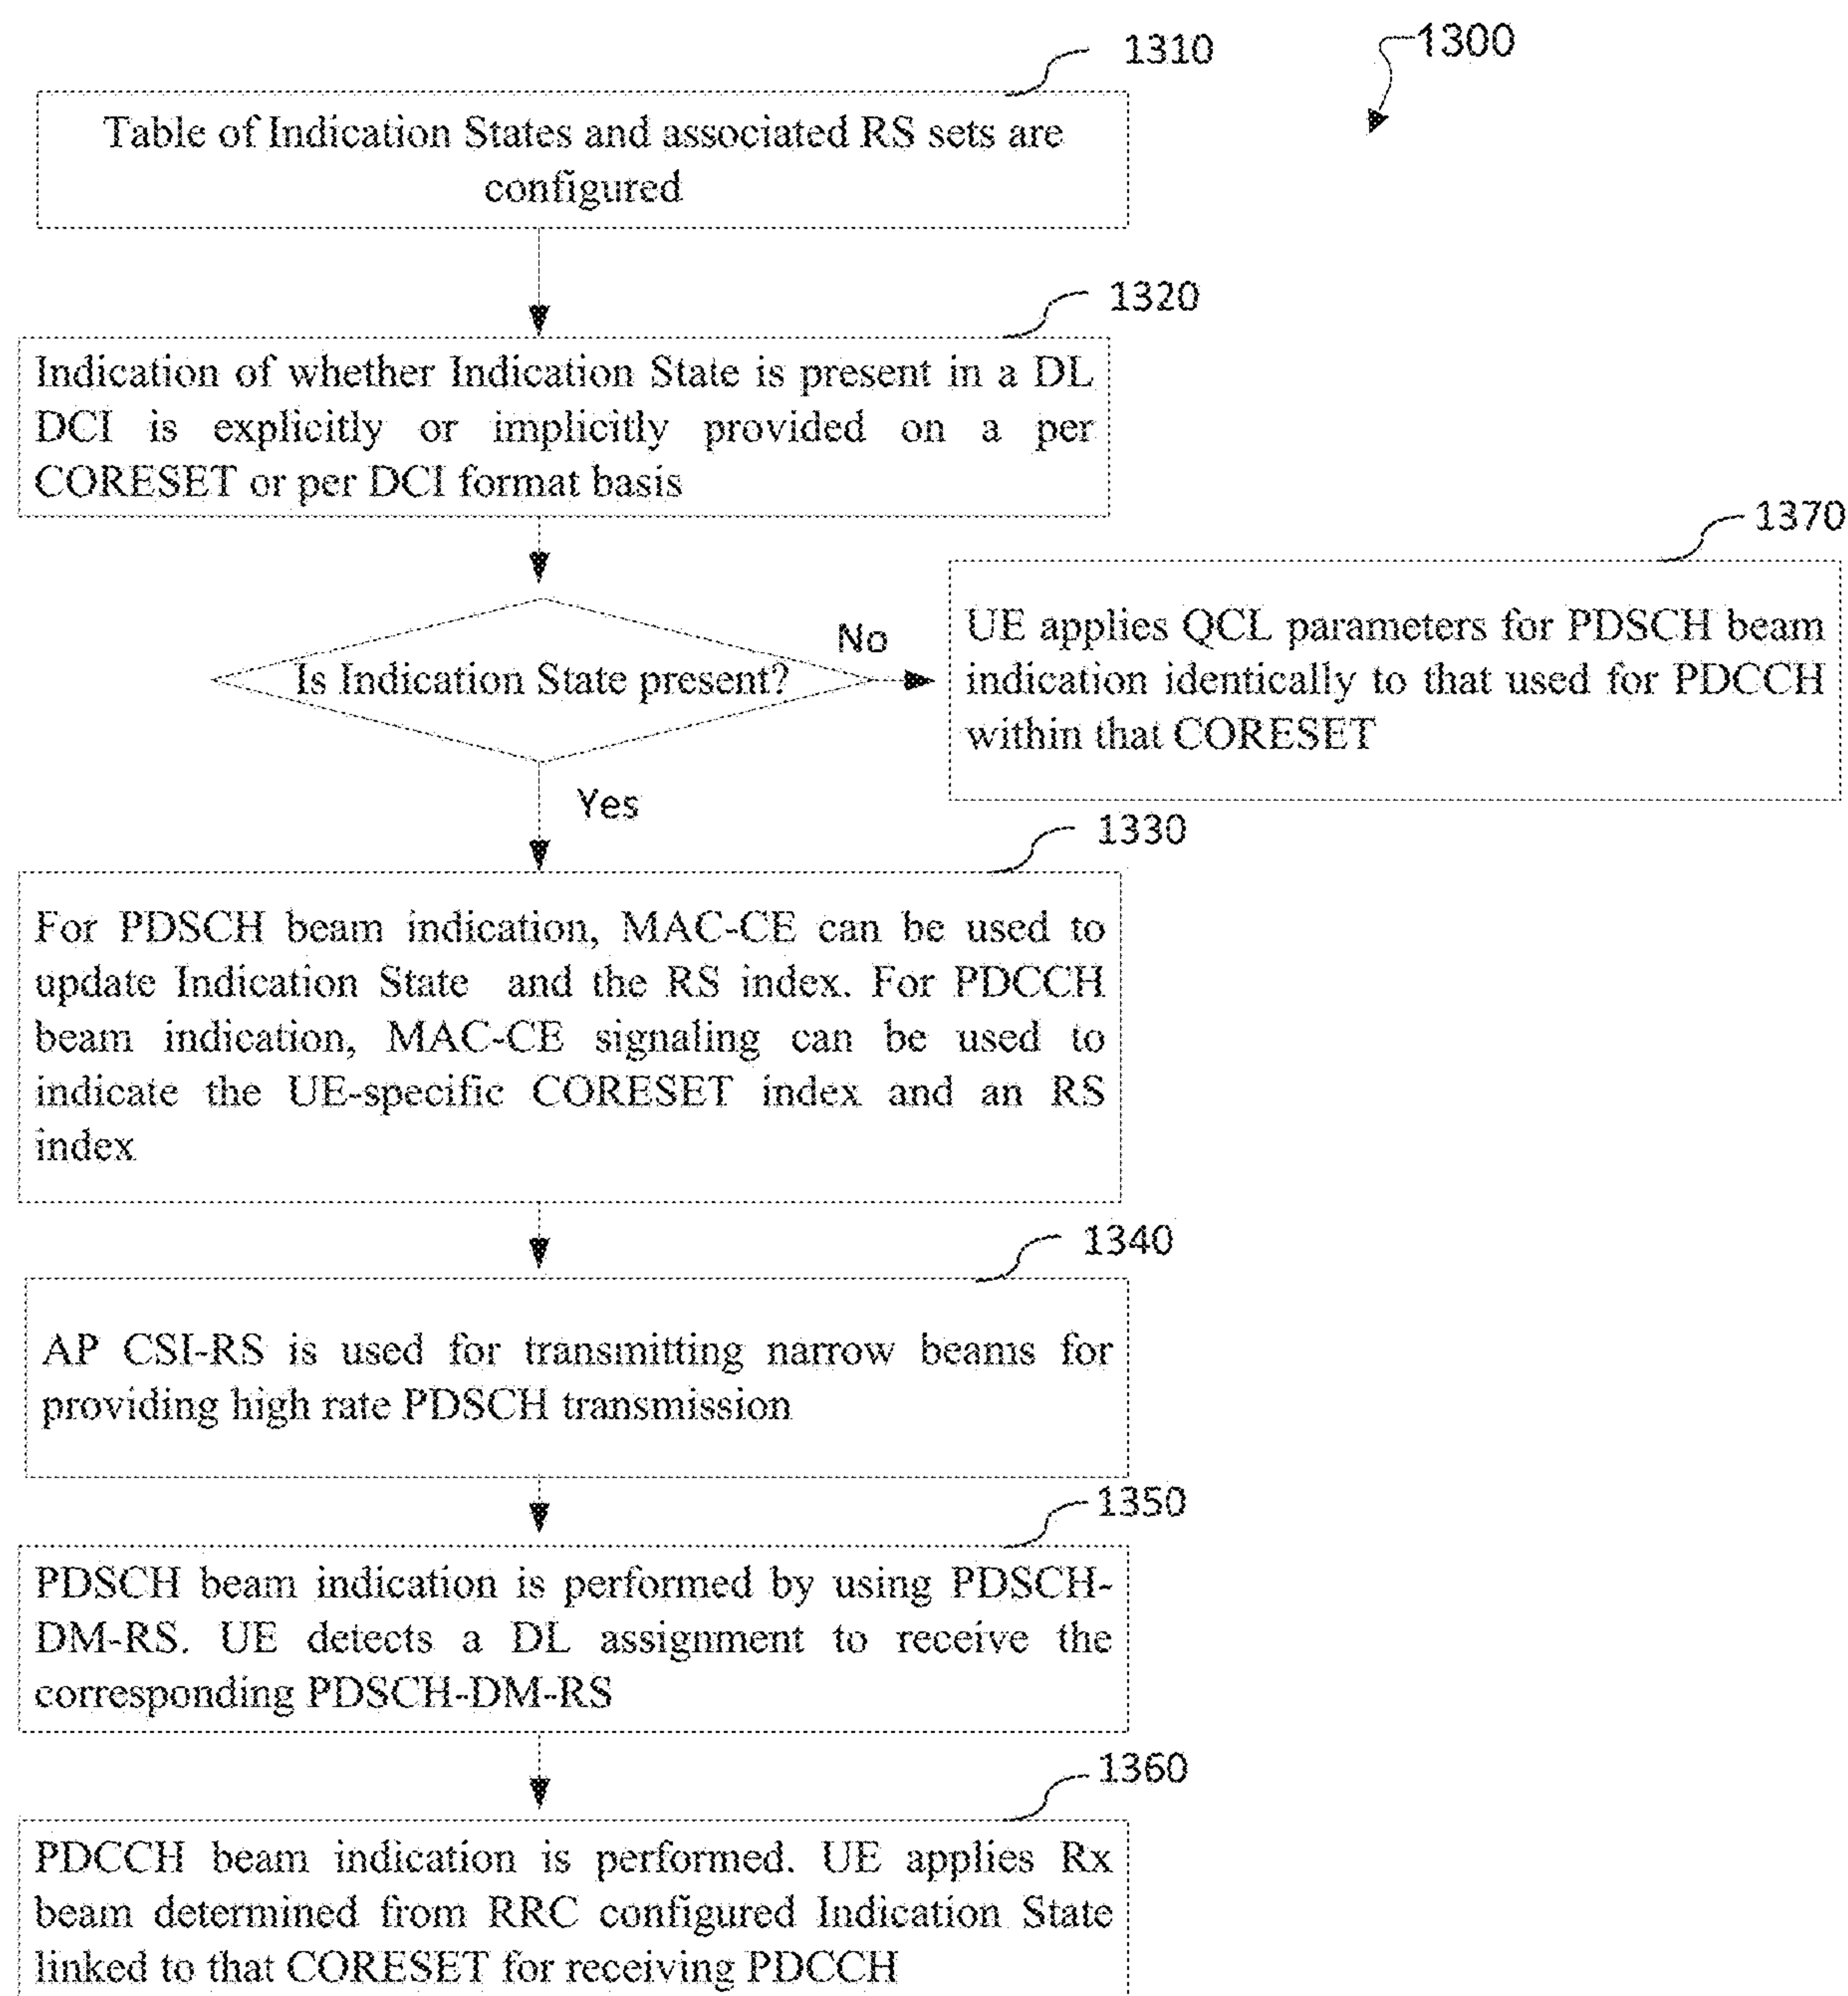 1300
1310
Table of Indication States and associated RS sets are
configured
1320
Indication of whether Indication State is present in a DL
DCI is explicitly or implicitly provided on a per
CORESET or per DCI format basis
Is Indication State present?
No
Yes
1370
UE applies QCL parameters for PDSCH beam
indication identically to that used for PDCCH
within that CORESET
1330
For PDSCH beam indication, MAC-CE can be used to
update Indication State and the RS index. For PDCCH
beam indication, MAC-CE signaling can be used to
indicate the UE-specific CORESET index and an RS
index
1340
AP CSI-RS is used for transmitting narrow beams for
providing high rate PDSCH transmission
1350
PDSCH beam indication is performed by using PDSCH-
DM-RS. UE detects a DL assignment to receive the
corresponding PDSCH-DM-RS
1360
PDCCH beam indication is performed. UE applies Rx
beam determined from RRC configured Indication State
linked to that CORESET for receiving PDCCH